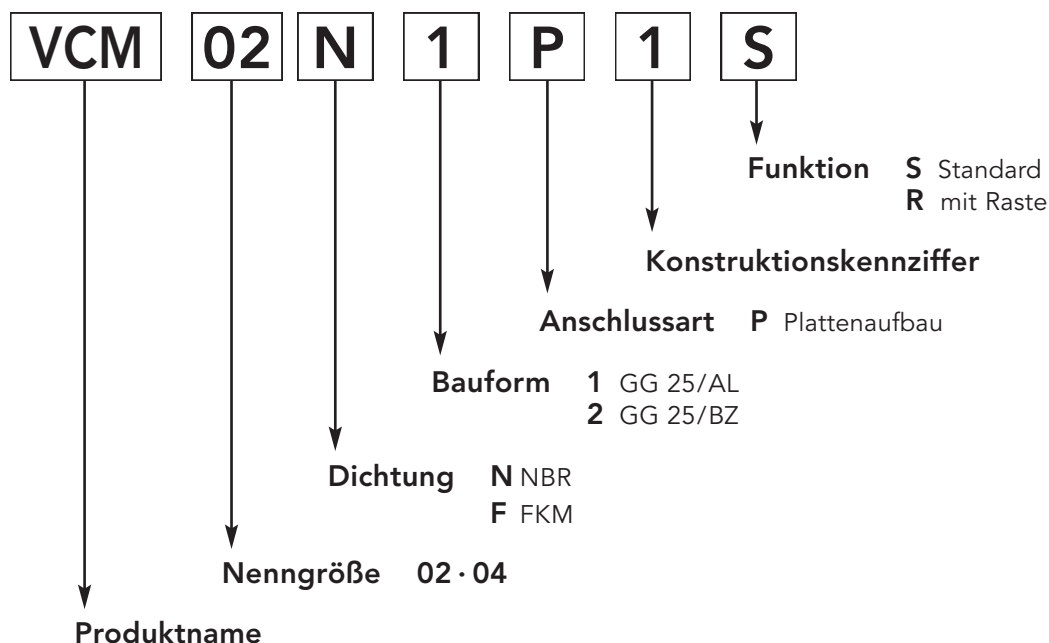 VCM 02 N 1 P 1 S
Funktion S Standard
R mit Raste
Konstruktionskennziffer
Anschlussart P Plattenaufbau
Bauform 1 GG 25/AL
2 GG 25/BZ
Dichtung N NBR
F FKM
Nenngröße 02 · 04
Produktname